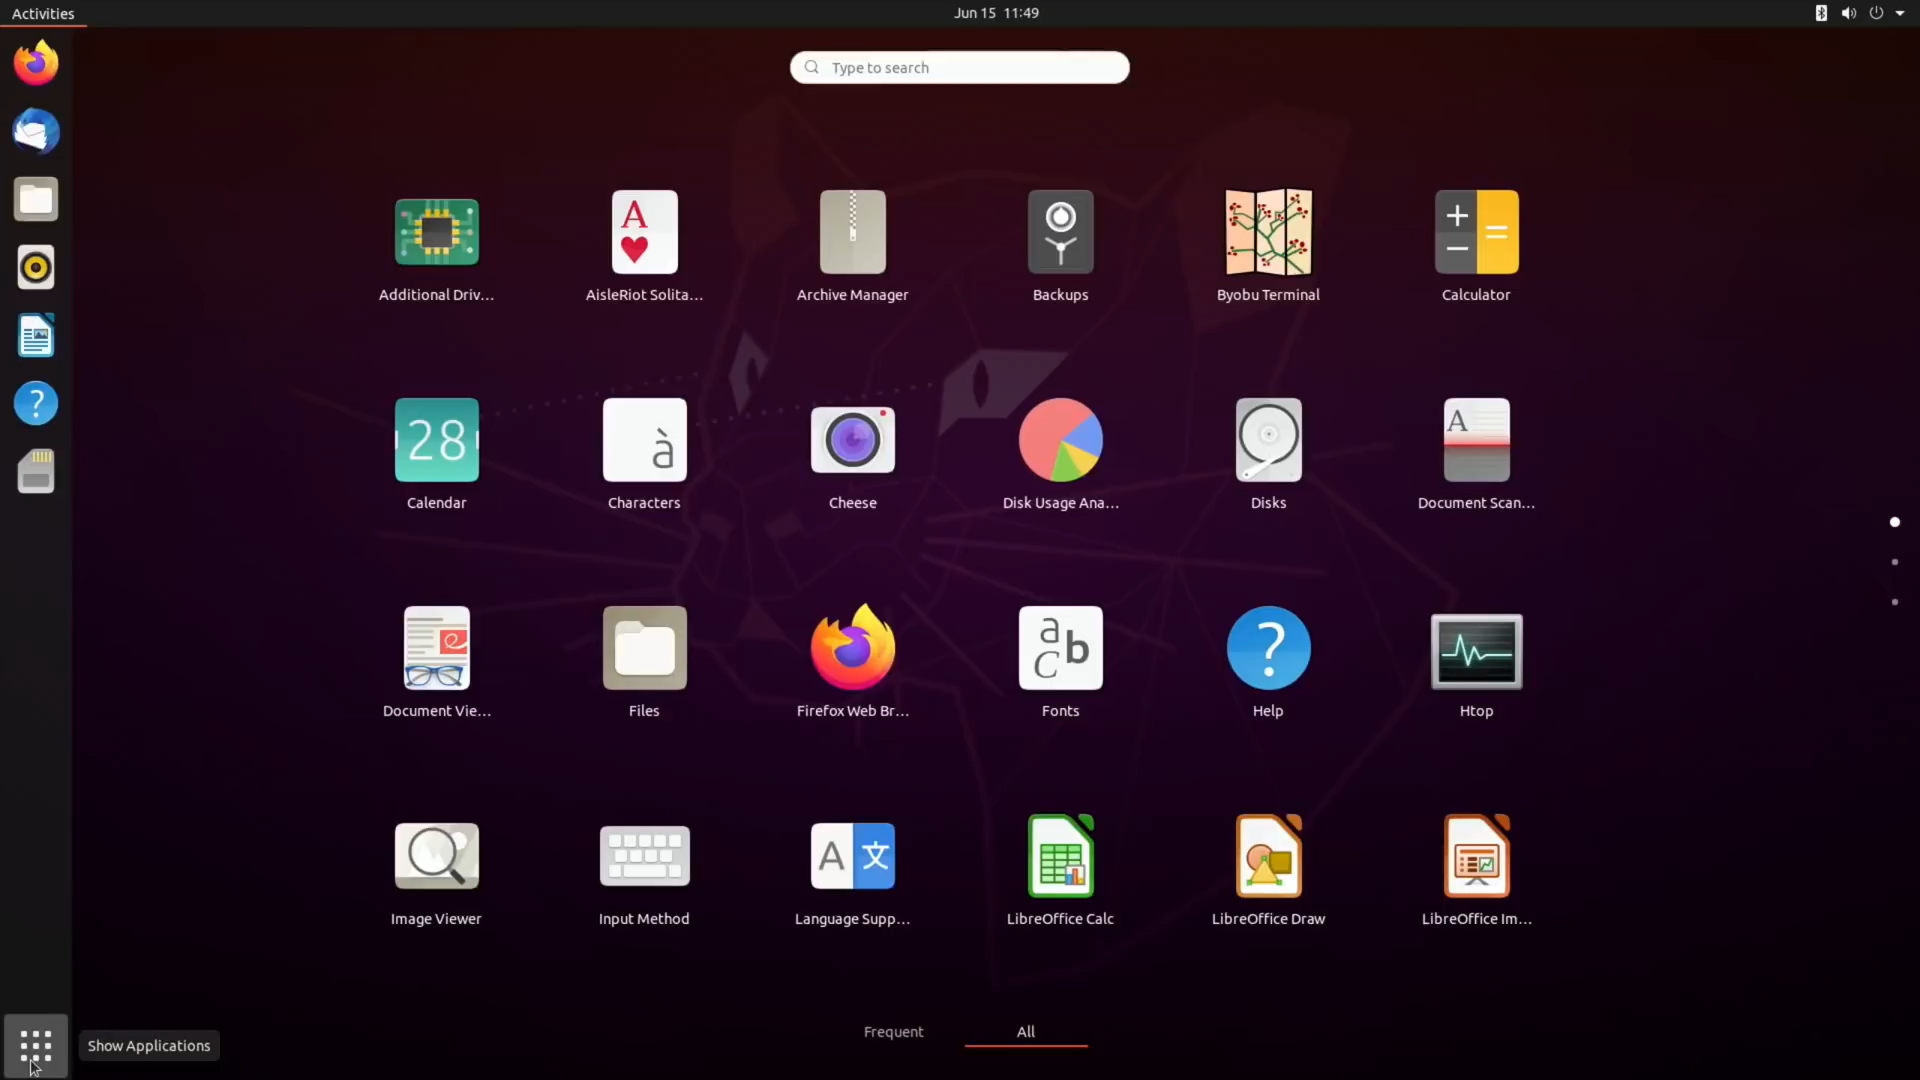 Activities
Jun 15 11:49
Type to search
Additional Driv...
A
AisleRiot Solita...
Archive Manager
Backups
Byobu Terminal
+ - =
Calculator
28
Calendar
à
Characters
Cheese
Disk Usage Ana...
Disks
A
Document Scan...
Document Vie...
Files
Firefox Web Br...
a b c
Fonts
?
Help
Htop
Image Viewer
Input Method
A 文
Language Supp...
LibreOffice Calc
LibreOffice Draw
LibreOffice Im...
?
Frequent
All
Show Applications